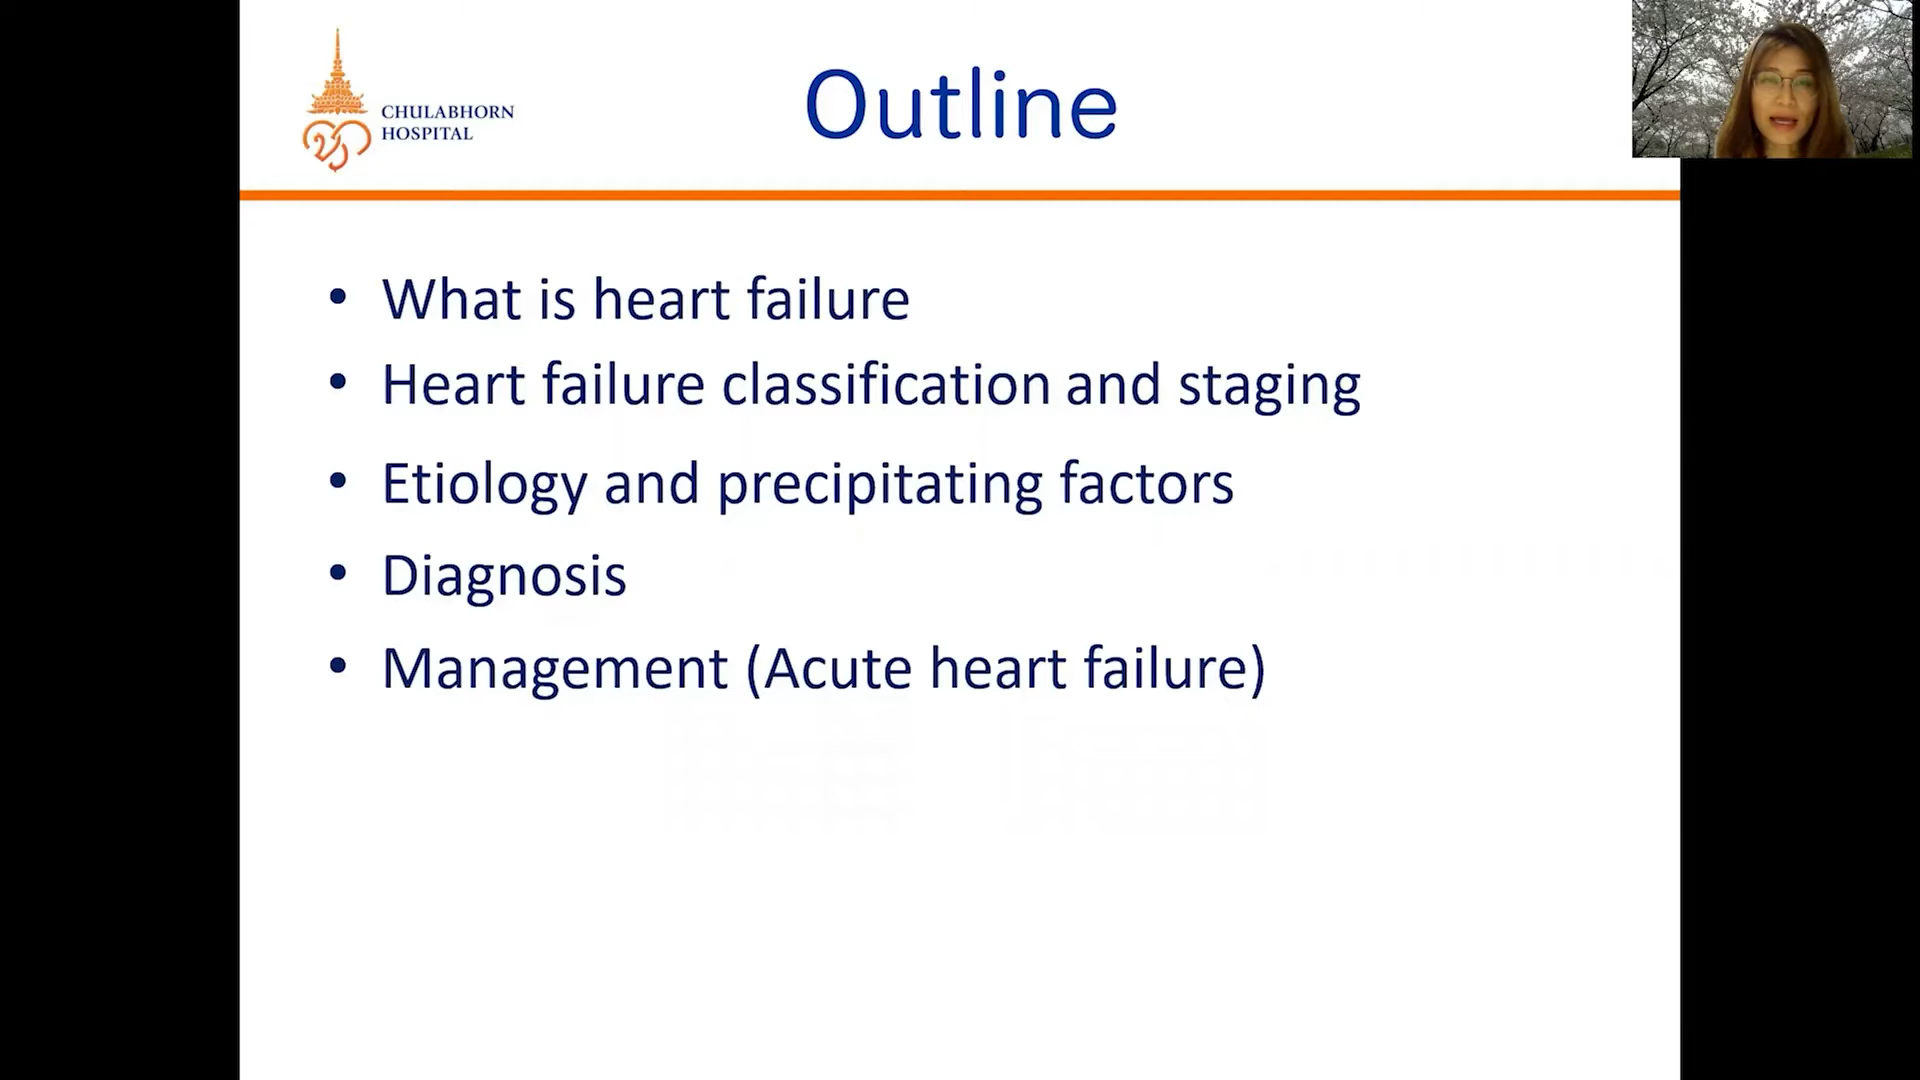 CHULABHORN
HOSPITAL
Outline
• What is heart failure
• Heart failure classification and staging
• Etiology and precipitating factors
• Diagnosis
• Management (Acute heart failure)